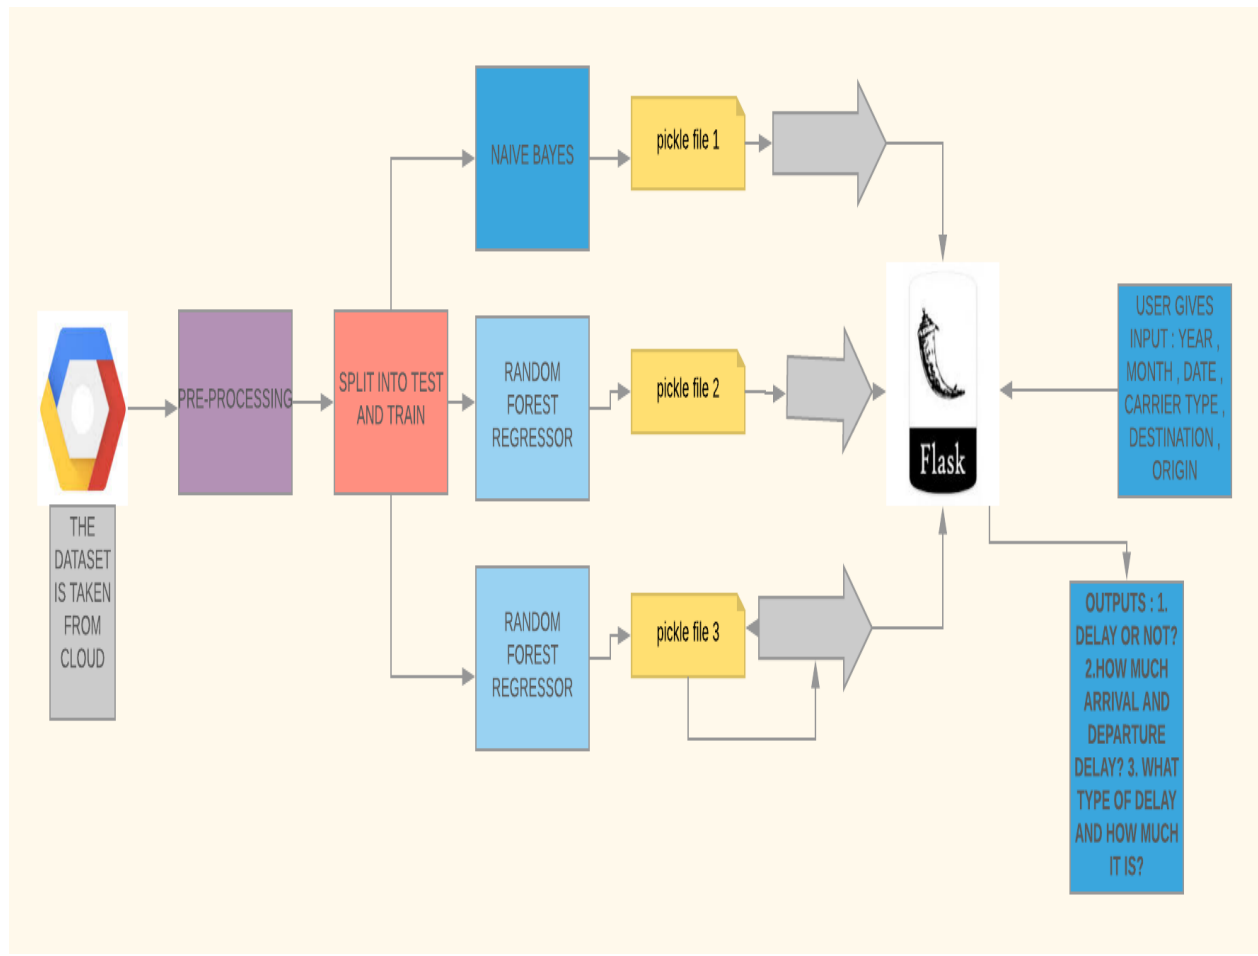 NAIVE BAYES
pickle file 1
PRE-PROCESSING
SPLIT INTO TEST
AND TRAIN
RANDOM
FOREST
REGRESSOR
pickle file 2
Flask
USER GIVES
INPUT : YEAR ,
MONTH , DATE ,
CARRIER TYPE ,
DESTINATION ,
ORIGIN
THE
DATASET
IS TAKEN
FROM
CLOUD
RANDOM
FOREST
REGRESSOR
pickle file 3
OUTPUTS : 1.
DELAY OR NOT?
2.HOW MUCH
ARRIVAL AND
DEPARTURE
DELAY? 3. WHAT
TYPE OF DELAY
AND HOW MUCH
IT IS?